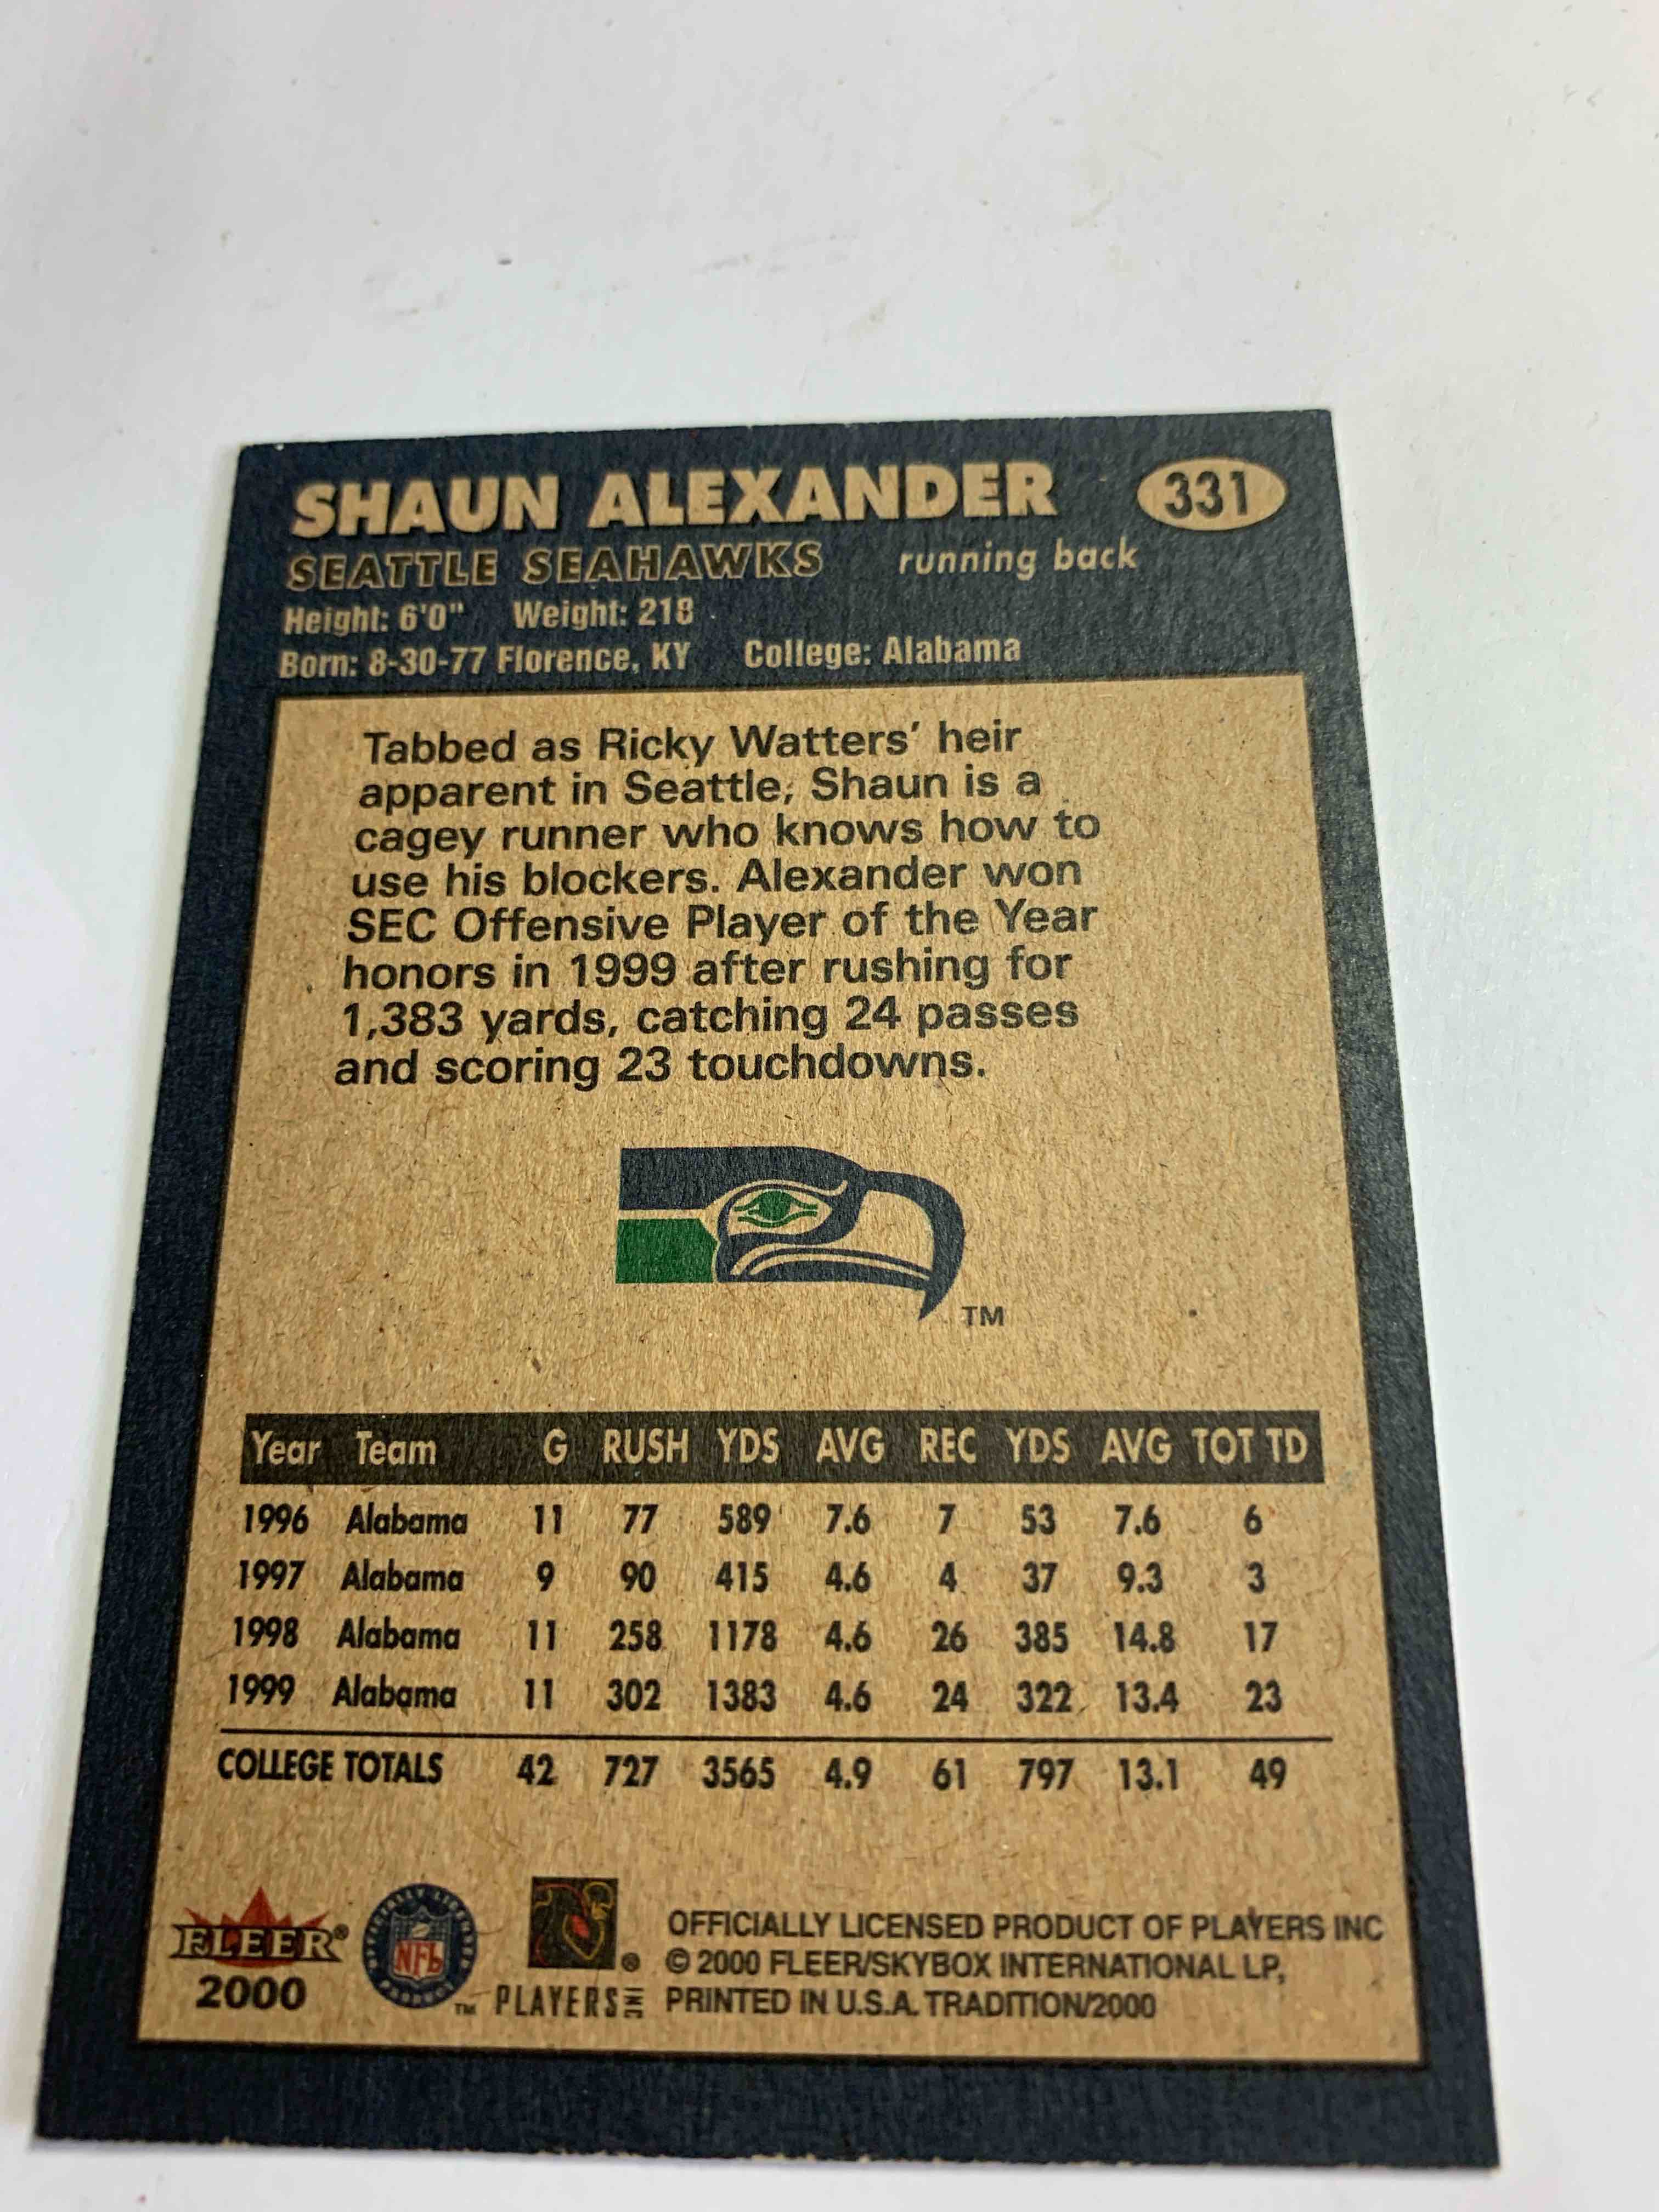 SHAUN ALEXANDER 331
SEATTLE SEAHAWKS running back
Height: 6'0" Weight: 218
Born: 8-30-77 Florence, KY College: Alabama
Tabbed as Ricky Watters' heir
apparent in Seattle, Shaun is a
cagey runner who knows how to
use his blockers. Alexander won
SEC Offensive Player of the Year
honors in 1999 after rushing for
1,383 yards, catching 24 passes
and scoring 23 touchdowns.
TM
Year Team G RUSH YDS AVG REC YDS AVG TOT TD
1996 Alabama 11 77 589 7.6 7 53 7.6 6
1997 Alabama 9 90 415 4.6 4 37 9.3 3
1998 Alabama 11 258 1178 4.6 26 385 14.8 17
1999 Alabama 11 302 1383 4.6 24 322 13.4 23
COLLEGE TOTALS 42 727 3565 4.9 61 797 13.1 49
FLEER® NFL ® OFFICIALLY LICENSED PRODUCT OF PLAYERS INC
© 2000 FLEER/SKYBOX INTERNATIONAL LP,
2000 TM PLAYERS INC PRINTED IN U.S.A. TRADITION/2000